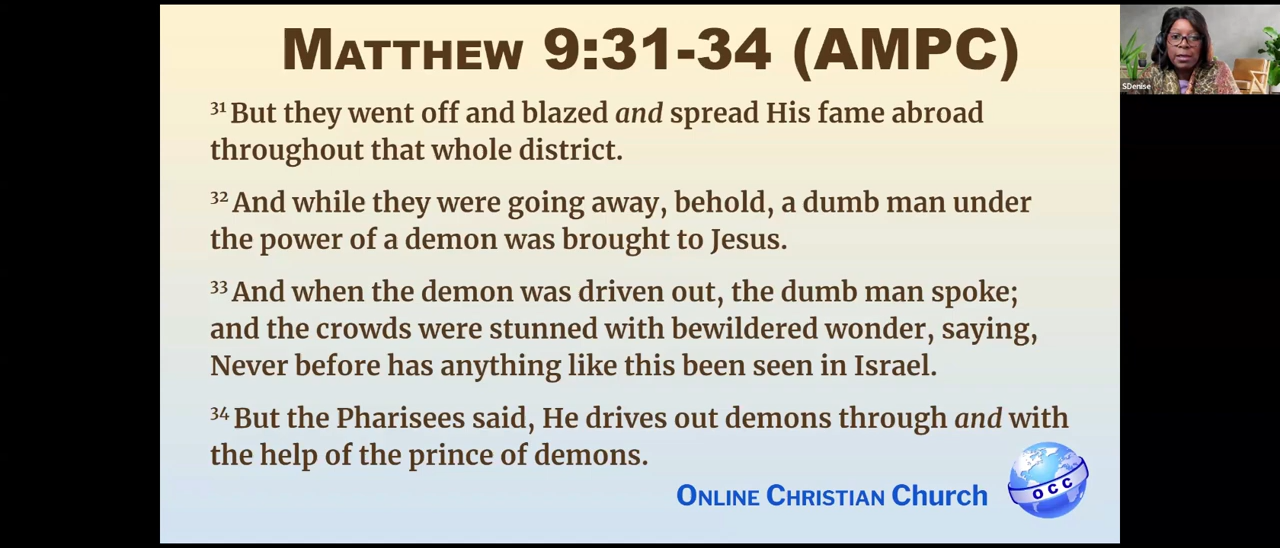 MATTHEW 9:31-34 (AMPC)
31 But they went off and blazed and spread His fame abroad
throughout that whole district.
32 And while they were going away, behold, a dumb man under
the power of a demon was brought to Jesus.
33 And when the demon was driven out, the dumb man spoke;
and the crowds were stunned with bewildered wonder, saying,
Never before has anything like this been seen in Israel.
34 But the Pharisees said, He drives out demons through and with
the help of the prince of demons.
ONLINE CHRISTIAN Church
OCC
SDenise